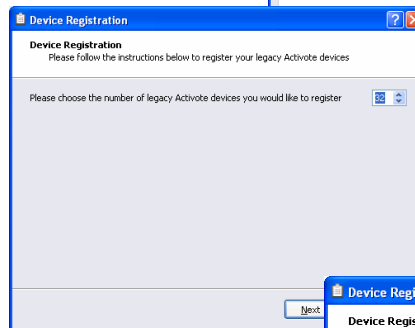 Device Registration
Device Registration
Please follow the instructions below to register your legacy Activote devices
Please choose the number of legacy Activote devices you would like to register 32
Next
Device Regi
Device Regis